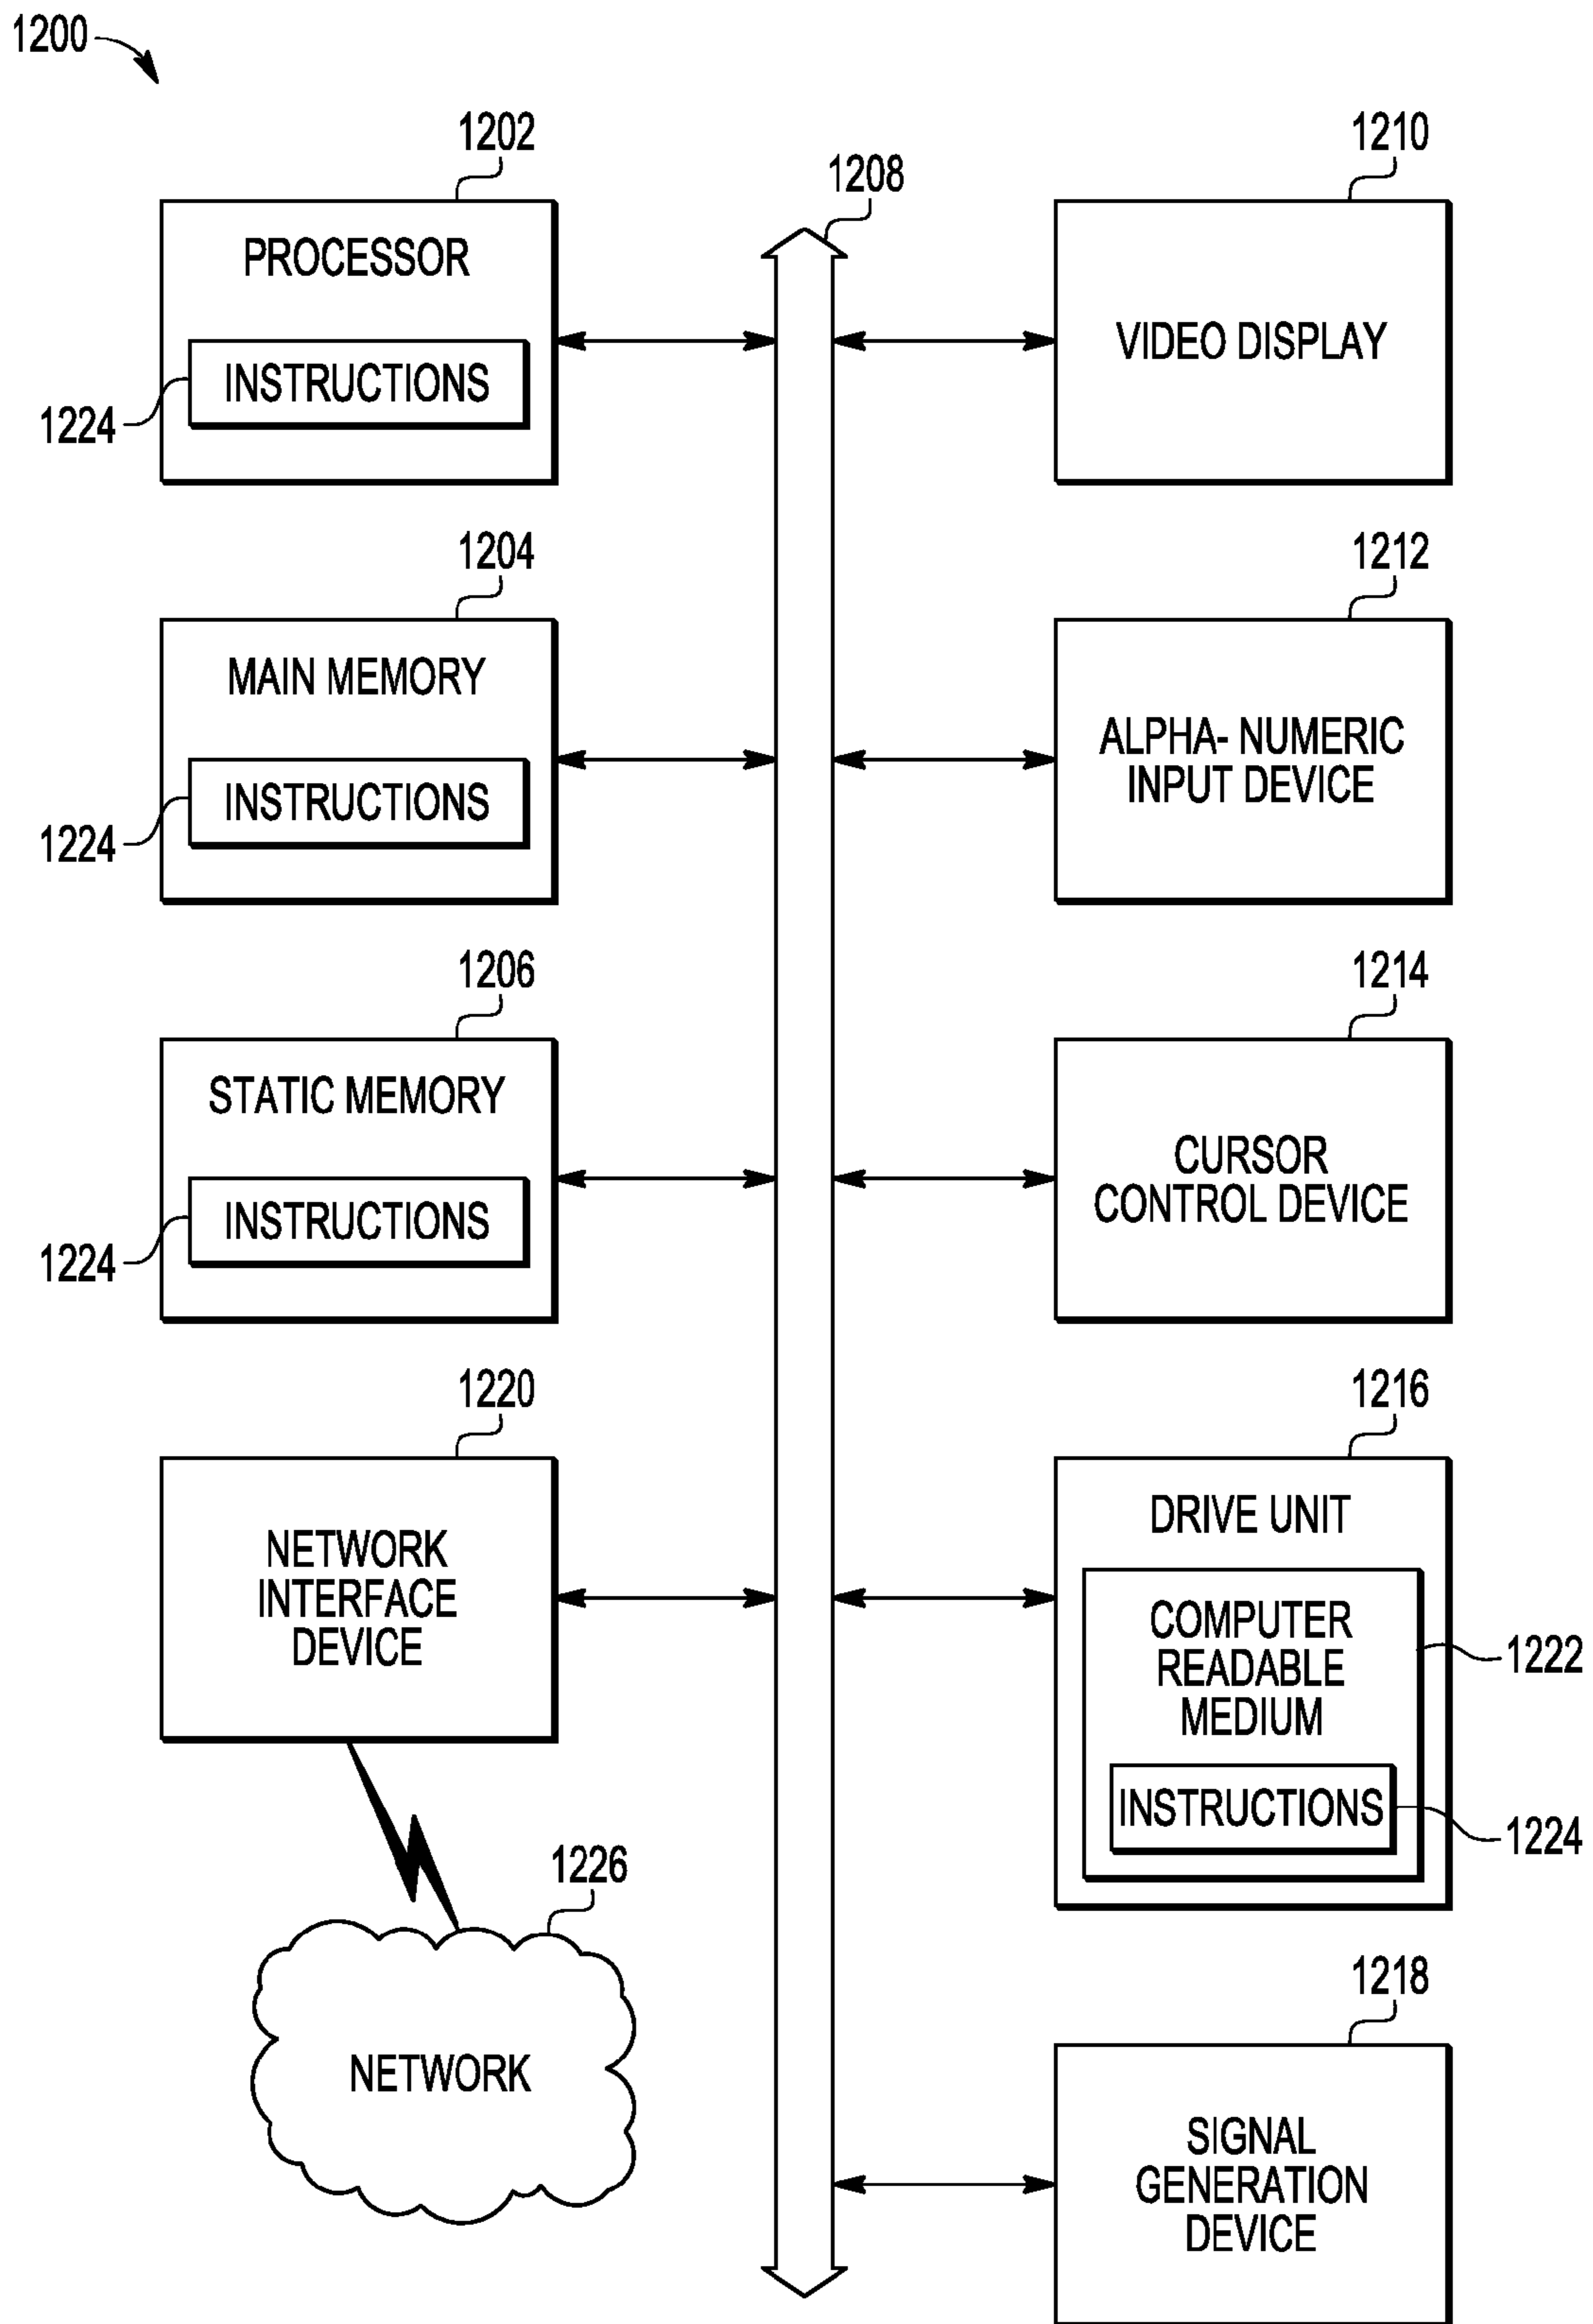 1200
1202
PROCESSOR
INSTRUCTIONS
1224
1208
1210
VIDEO DISPLAY
1204
MAIN MEMORY
INSTRUCTIONS
1224
1212
ALPHA- NUMERIC
INPUT DEVICE
1206
STATIC MEMORY
INSTRUCTIONS
1224
1214
CURSOR
CONTROL DEVICE
1220
NETWORK
INTERFACE
DEVICE
1216
DRIVE UNIT
COMPUTER
READABLE
MEDIUM
1222
INSTRUCTIONS
1224
1226
NETWORK
1218
SIGNAL
GENERATION
DEVICE